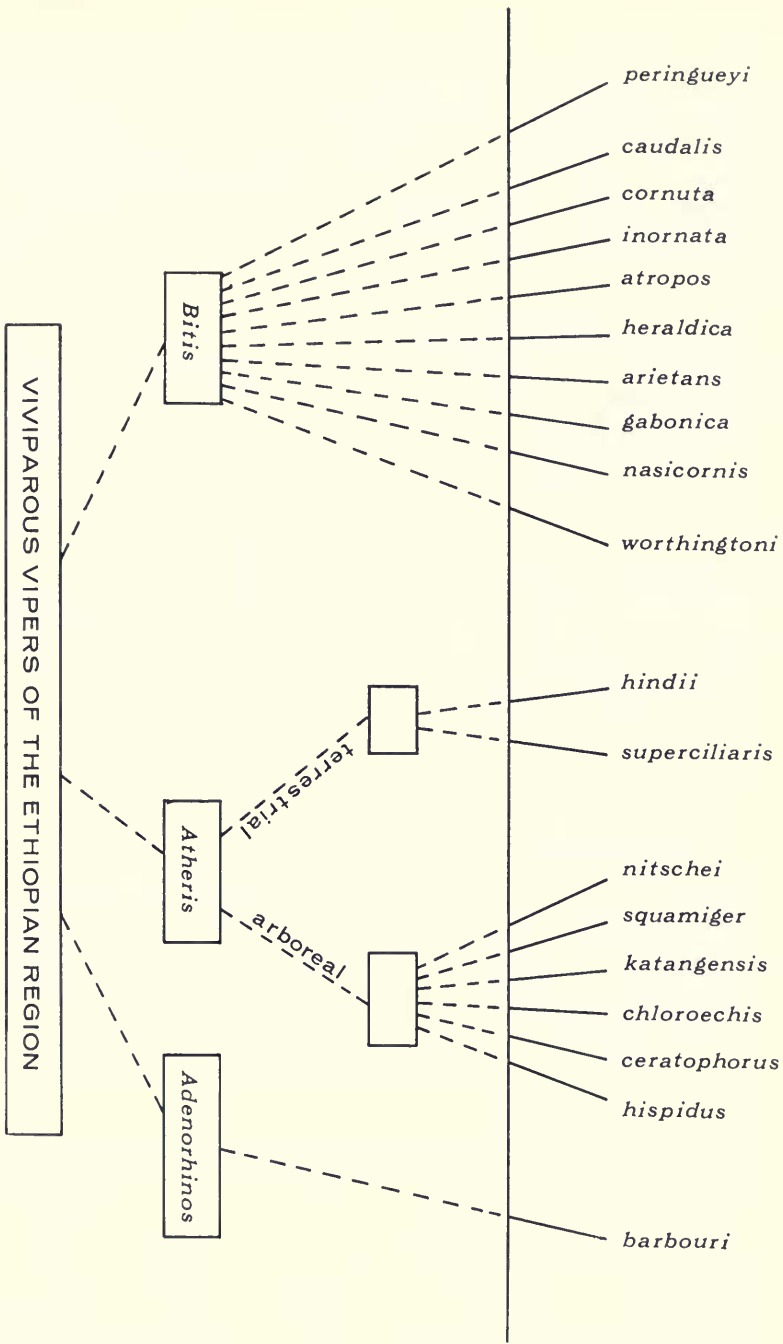 peringueyi
caudalis
cornuta
inornata
atropos
heraldica
arietans
gabonica
nasicornis
worthingtoni
hindii
superciliaris
nitschei
squamiger
katangensis
chloroechis
ceratophorus
hispidus
barbouri
terrestrial
arboreal
Bitis
Atheris
Adenorhinos
VIVIPAROUS VIPERS OF THE ETHIOPIAN REGION